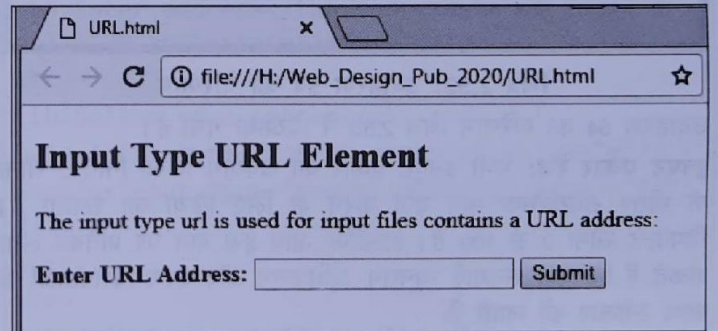 URL.html
file:///H:/Web_Design_Pub_2020/URL.html
Input Type URL Element
The input type url is used for input files contains a URL address:
Enter URL Address: Submit